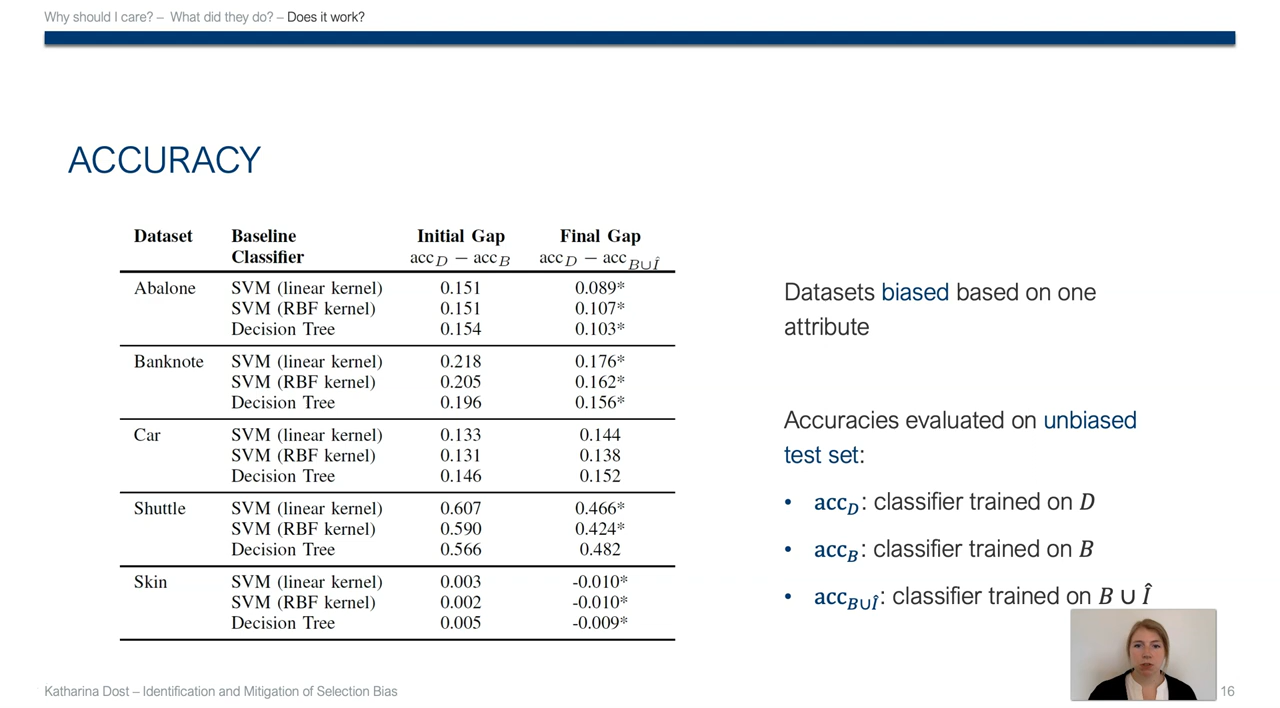 Why should I care? – What did they do? – Does it work?
ACCURACY
Dataset Baseline Classifier Initial Gap acc_D − acc_B Final Gap acc_D − acc_{B∪Î}
Abalone SVM (linear kernel) 0.151 0.089*
SVM (RBF kernel) 0.151 0.107*
Decision Tree 0.154 0.103*
Banknote SVM (linear kernel) 0.218 0.176*
SVM (RBF kernel) 0.205 0.162*
Decision Tree 0.196 0.156*
Car SVM (linear kernel) 0.133 0.144
SVM (RBF kernel) 0.131 0.138
Decision Tree 0.146 0.152
Shuttle SVM (linear kernel) 0.607 0.466*
SVM (RBF kernel) 0.590 0.424*
Decision Tree 0.566 0.482
Skin SVM (linear kernel) 0.003 -0.010*
SVM (RBF kernel) 0.002 -0.010*
Decision Tree 0.005 -0.009*
Datasets biased based on one
attribute
Accuracies evaluated on unbiased
test set:
• acc_D: classifier trained on D
• acc_B: classifier trained on B
• acc_{B∪Î}: classifier trained on B ∪ Î
Katharina Dost – Identification and Mitigation of Selection Bias
16